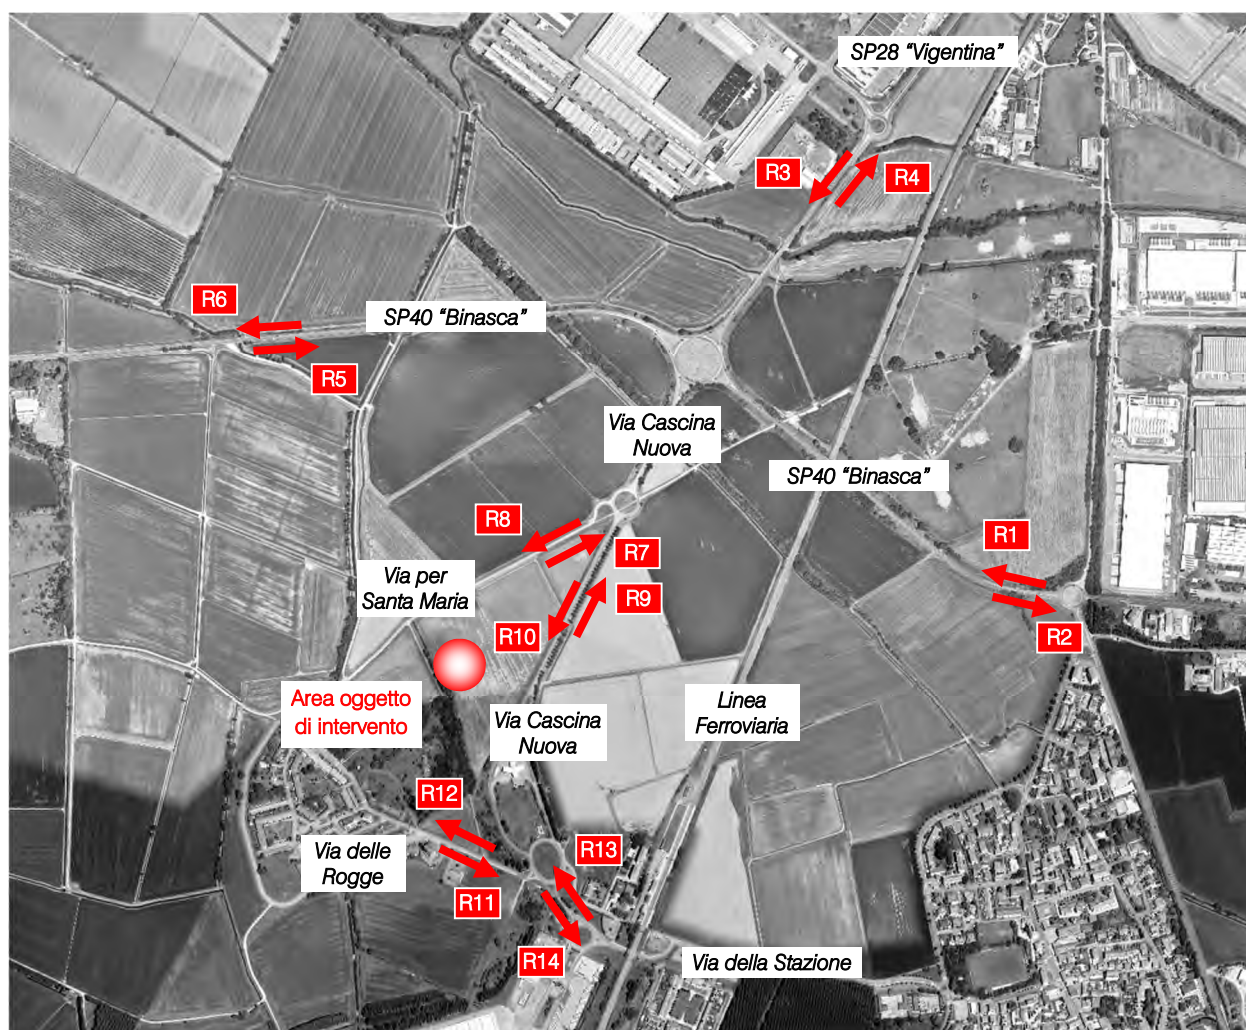 SP28 “Vigentina”
R3
R4
R6
SP40 “Binasca”
R5
Via Cascina
Nuova
SP40 “Binasca”
R8
R7
R1
Via per
Santa Maria
R9
R10
R2
Area oggetto
di intervento
Via Cascina
Nuova
Linea
Ferroviaria
R12
Via delle
Rogge
R13
R11
R14
Via della Stazione